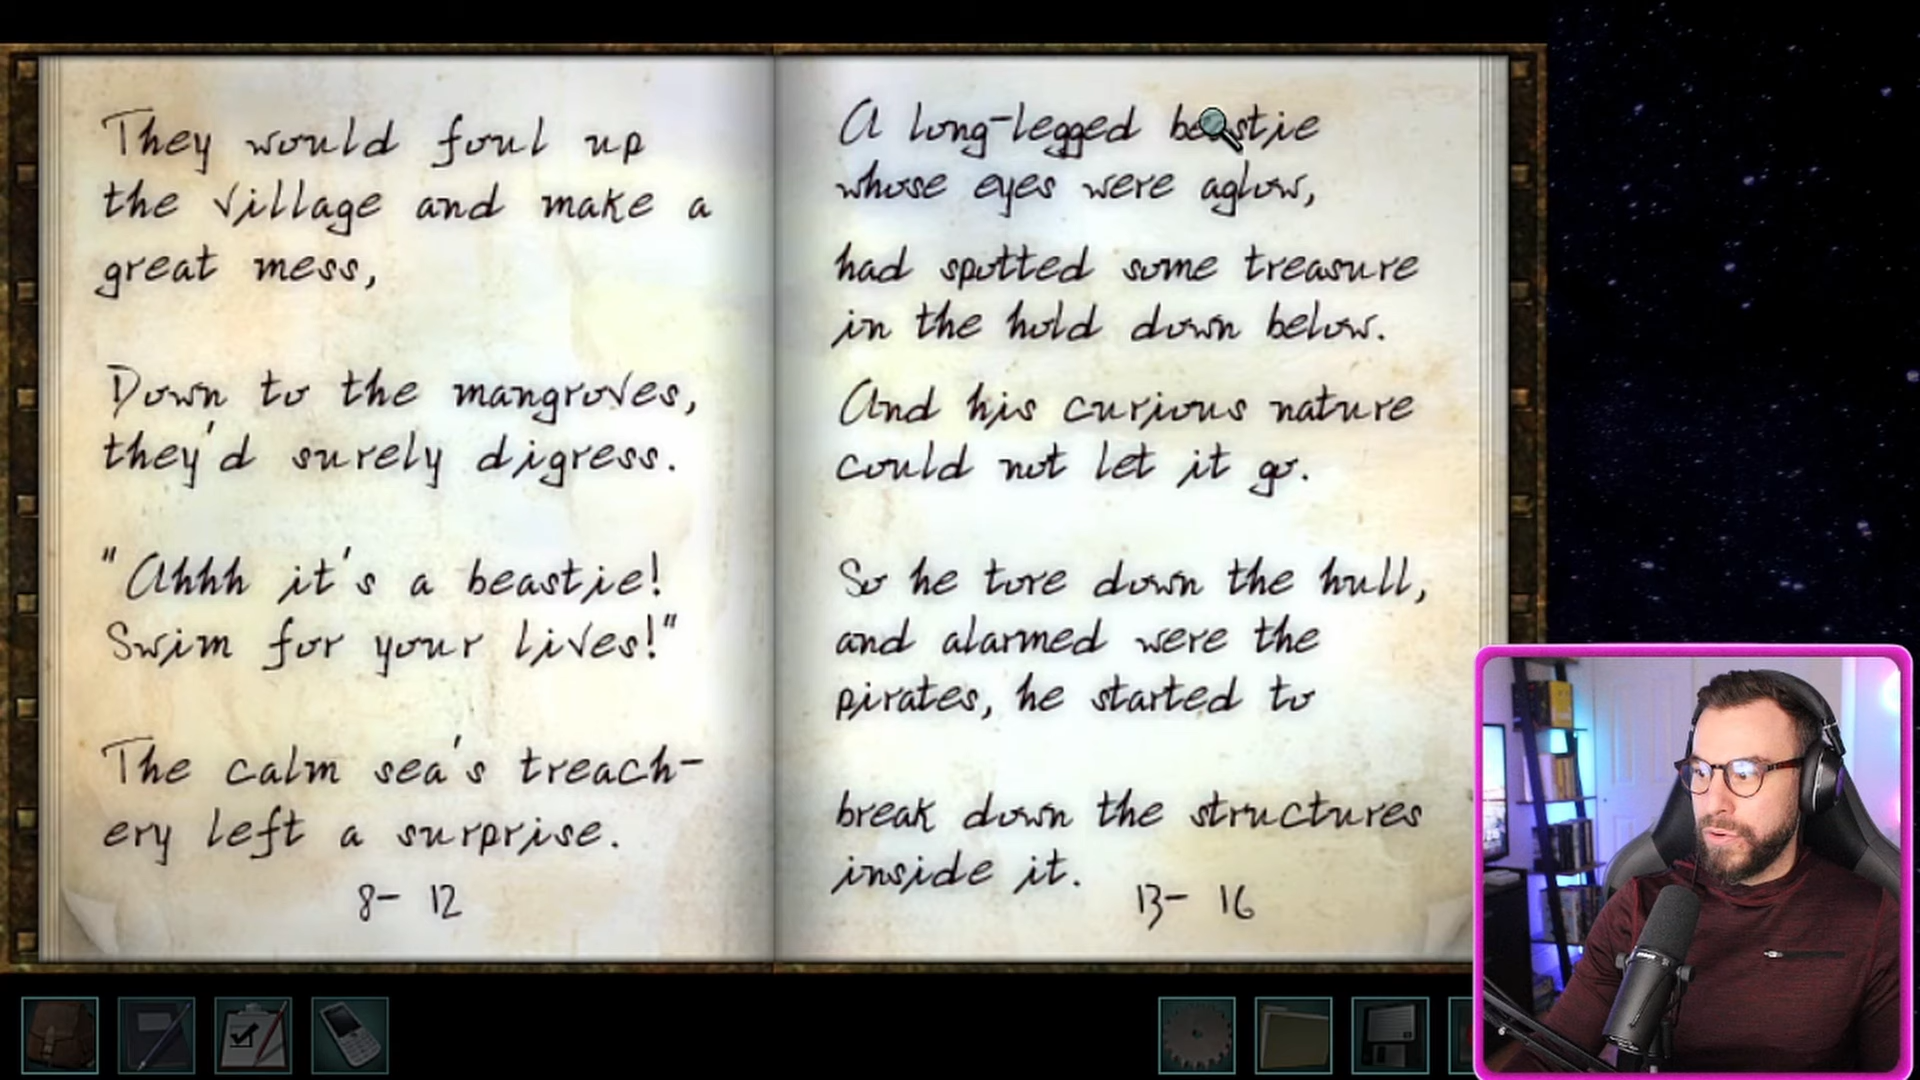 They would foul up
the village and make a
great mess,
Down to the mangroves,
they'd surely digress.
"Ahhh it's a beastie!
Swim for your lives!"
The calm sea's treach-
ery left a surprise.
8- 12
A long-legged beastie
whose eyes were aglow,
had spotted some treasure
in the hold down below.
And his curious nature
could not let it go.
So he tore down the hull,
and alarmed were the
pirates, he started to
break down the structures
inside it.
13- 16